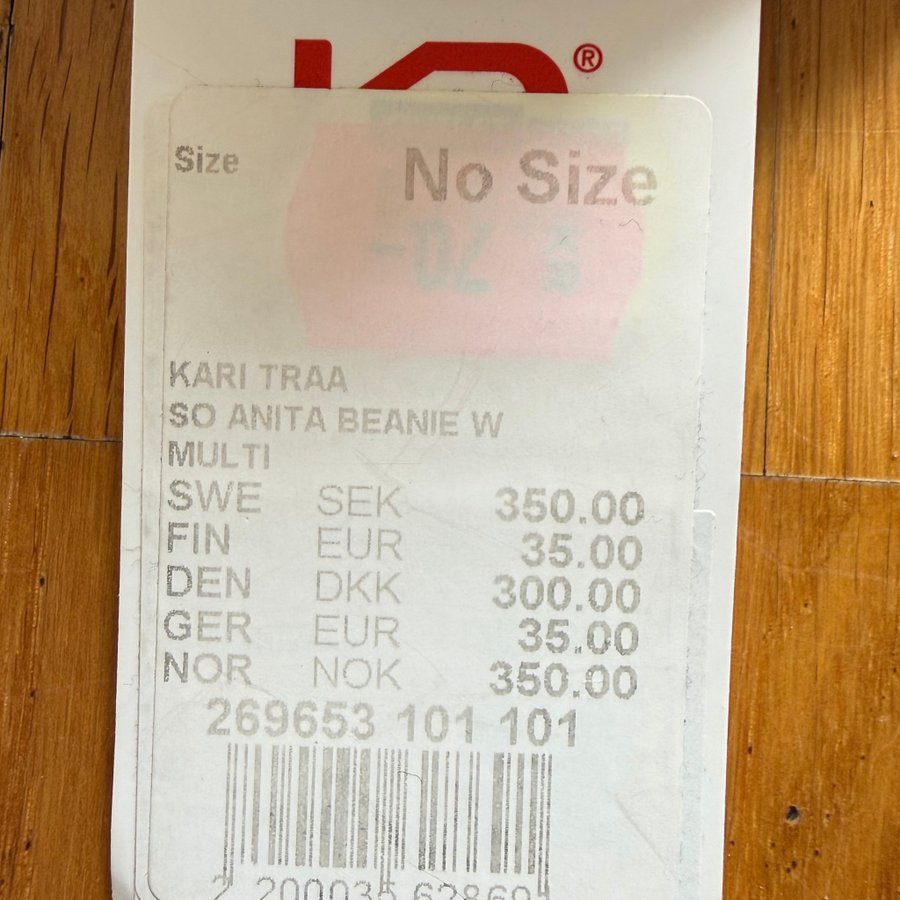 ®
Size No Size
KARI TRAA
SO ANITA BEANIE W
MULTI
SWE SEK 350.00
FIN EUR 35.00
DEN DKK 300.00
GER EUR 35.00
NOR NOK 350.00
269653 101 101